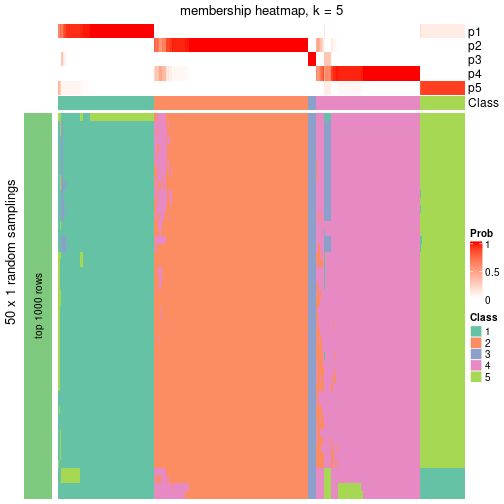 membership heatmap, k = 5
p1
p2
p3
p4
p5
Class
50 x 1 random samplings
top 1000 rows
Prob
1
0.5
0
Class
1
2
3
4
5